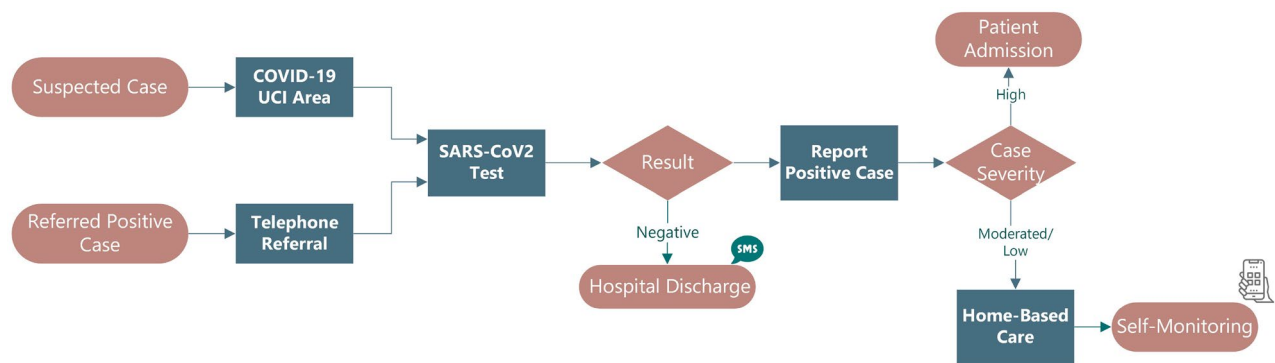 Suspected Case
COVID-19
UCI Area
Referred Positive
Case
Telephone
Referral
SARS-CoV2
Test
Result
Negative
SMS
Hospital Discharge
Report
Positive Case
Case
Severity
High
Patient
Admission
Moderated/
Low
Home-Based
Care
Self-Monitoring